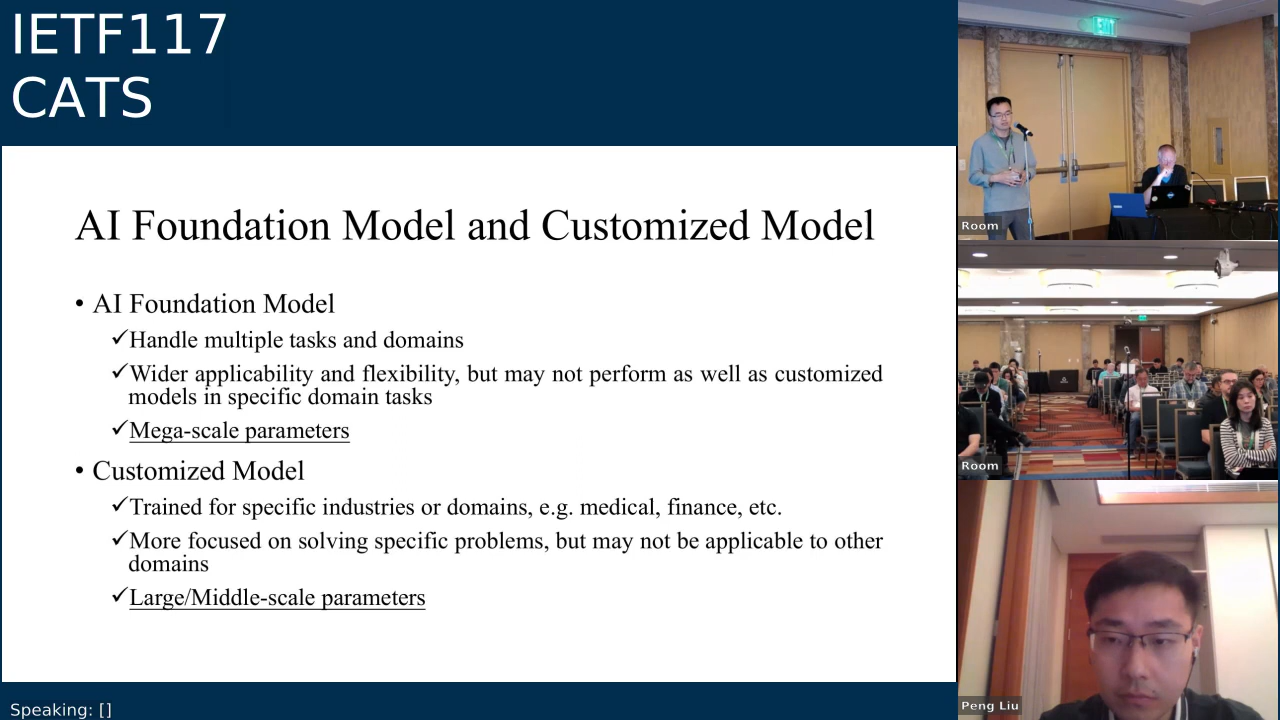 IETF117
CATS
AI Foundation Model and Customized Model
• AI Foundation Model
✓Handle multiple tasks and domains
✓Wider applicability and flexibility, but may not perform as well as customized
models in specific domain tasks
✓Mega-scale parameters
• Customized Model
✓Trained for specific industries or domains, e.g. medical, finance, etc.
✓More focused on solving specific problems, but may not be applicable to other
domains
✓Large/Middle-scale parameters
Speaking: []
EXIT
Room
Room
Peng Liu